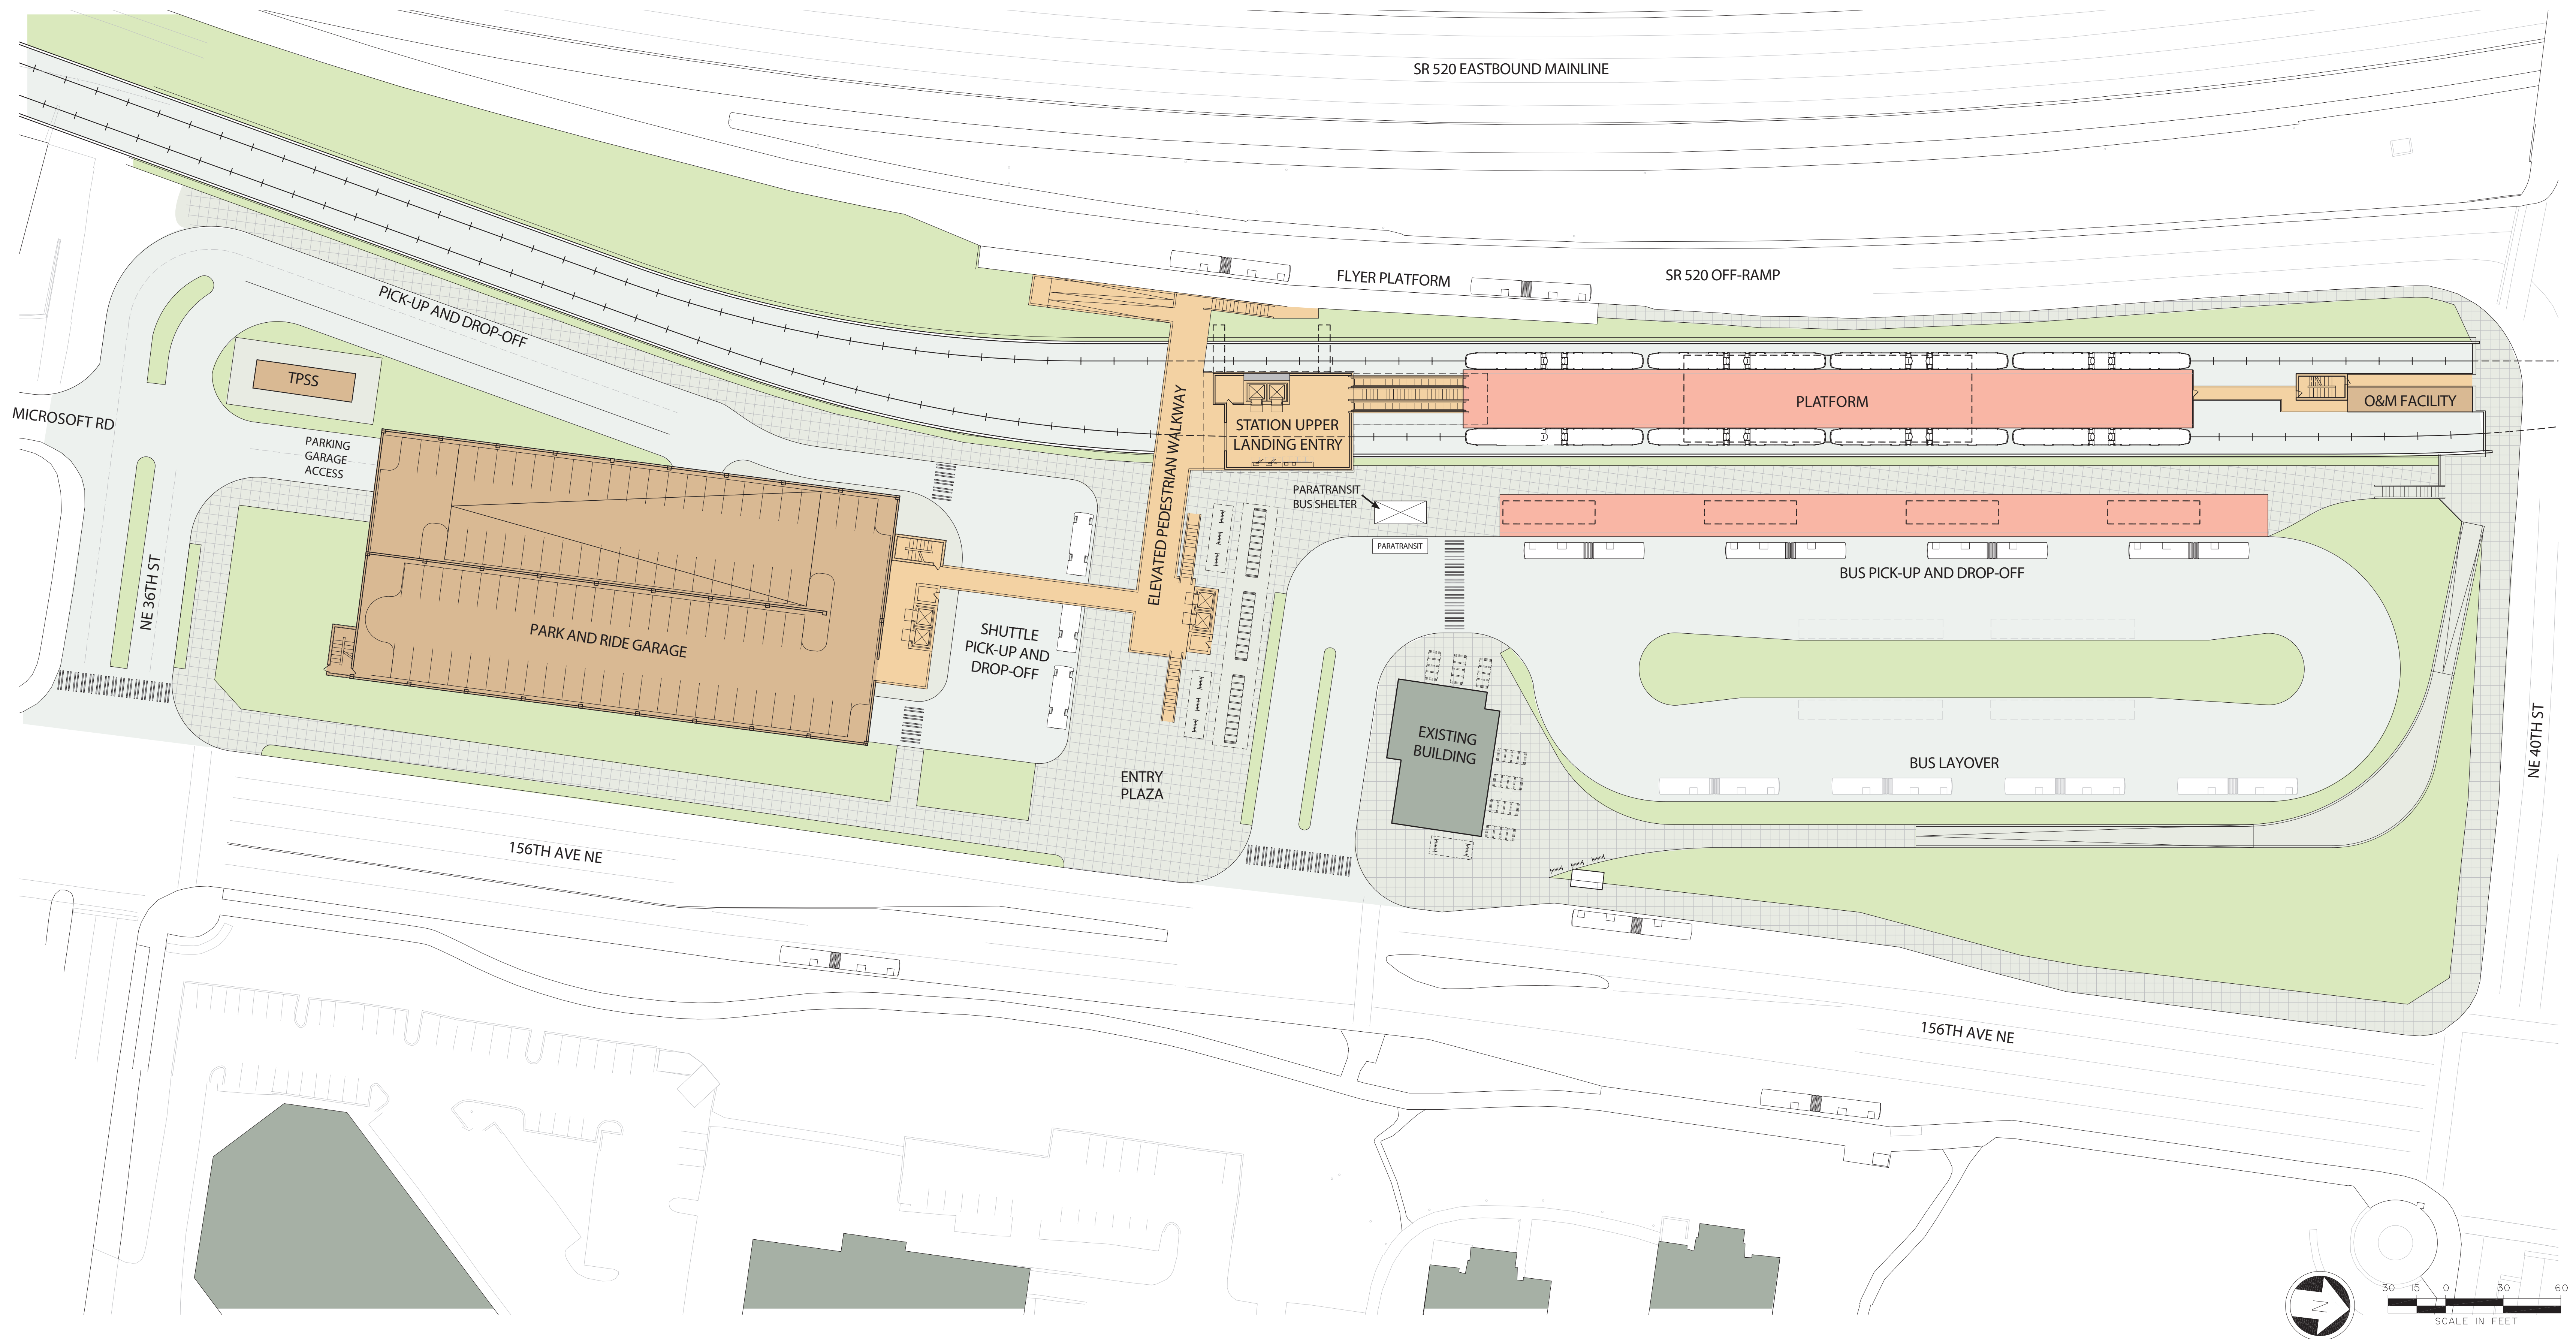 SR 520 EASTBOUND MAINLINE
FLYER PLATFORM
SR 520 OFF-RAMP
PICK-UP AND DROP-OFF
TPSS
MICROSOFT RD
PARKING
GARAGE
ACCESS
NE 36TH ST
PARK AND RIDE GARAGE
SHUTTLE
PICK-UP AND
DROP-OFF
ELEVATED PEDESTRIAN WALKWAY
STATION UPPER
LANDING ENTRY
PLATFORM
O&M FACILITY
PARATRANSIT
BUS SHELTER
PARATRANSIT
BUS PICK-UP AND DROP-OFF
EXISTING
BUILDING
BUS LAYOVER
NE 40TH ST
ENTRY
PLAZA
156TH AVE NE
156TH AVE NE
N
30 15 0 30 60
SCALE IN FEET